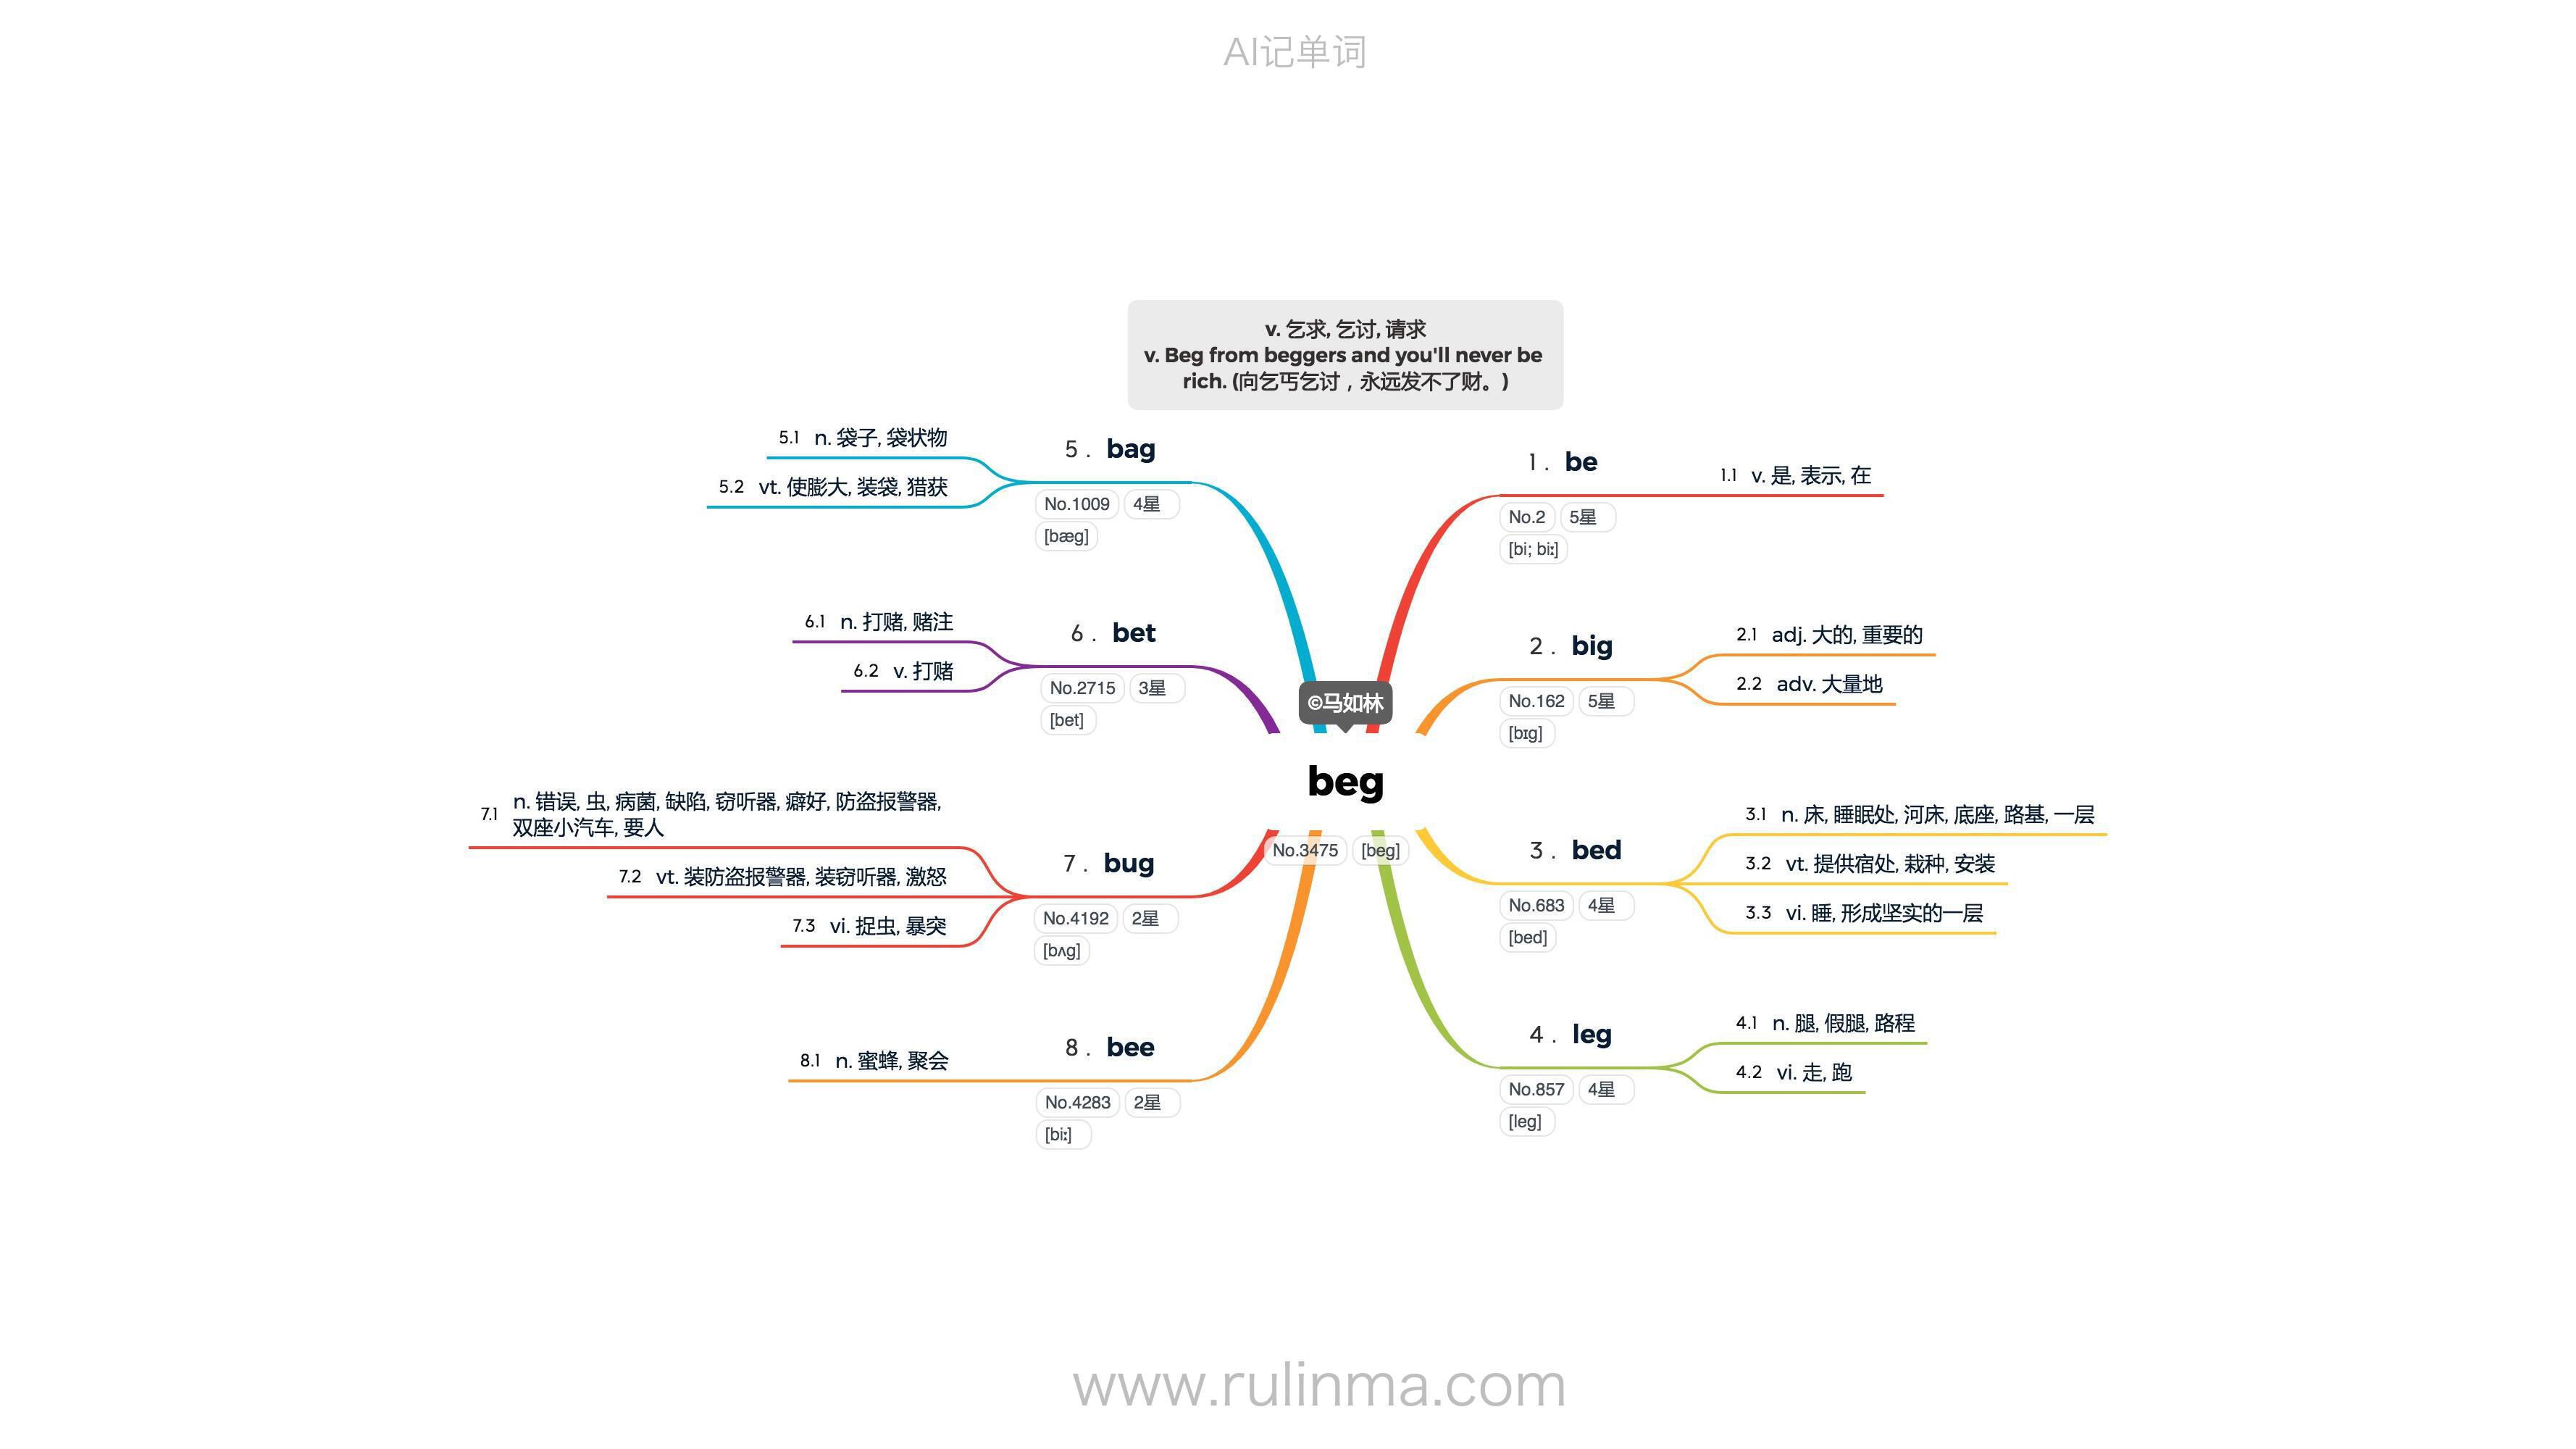 AI记单词
v. 乞求, 乞讨, 请求
v. Beg from beggers and you'll never be
rich. (向乞丐乞讨，永远发不了财。)
©马如林
beg
No.3475 [beg]
1 . be
No.2 5星
[bi; biː]
1.1 v. 是, 表示, 在
2 . big
No.162 5星
[bɪg]
2.1 adj. 大的, 重要的
2.2 adv. 大量地
3 . bed
No.683 4星
[bed]
3.1 n. 床, 睡眠处, 河床, 底座, 路基, 一层
3.2 vt. 提供宿处, 栽种, 安装
3.3 vi. 睡, 形成坚实的一层
4 . leg
No.857 4星
[leg]
4.1 n. 腿, 假腿, 路程
4.2 vi. 走, 跑
5 . bag
No.1009 4星
[bæg]
5.1 n. 袋子, 袋状物
5.2 vt. 使膨大, 装袋, 猎获
6 . bet
No.2715 3星
[bet]
6.1 n. 打赌, 赌注
6.2 v. 打赌
7 . bug
No.4192 2星
[bʌg]
7.1 n. 错误, 虫, 病菌, 缺陷, 窃听器, 癖好, 防盗报警器,
双座小汽车, 要人
7.2 vt. 装防盗报警器, 装窃听器, 激怒
7.3 vi. 捉虫, 暴突
8 . bee
No.4283 2星
[biː]
8.1 n. 蜜蜂, 聚会
www.rulinma.com